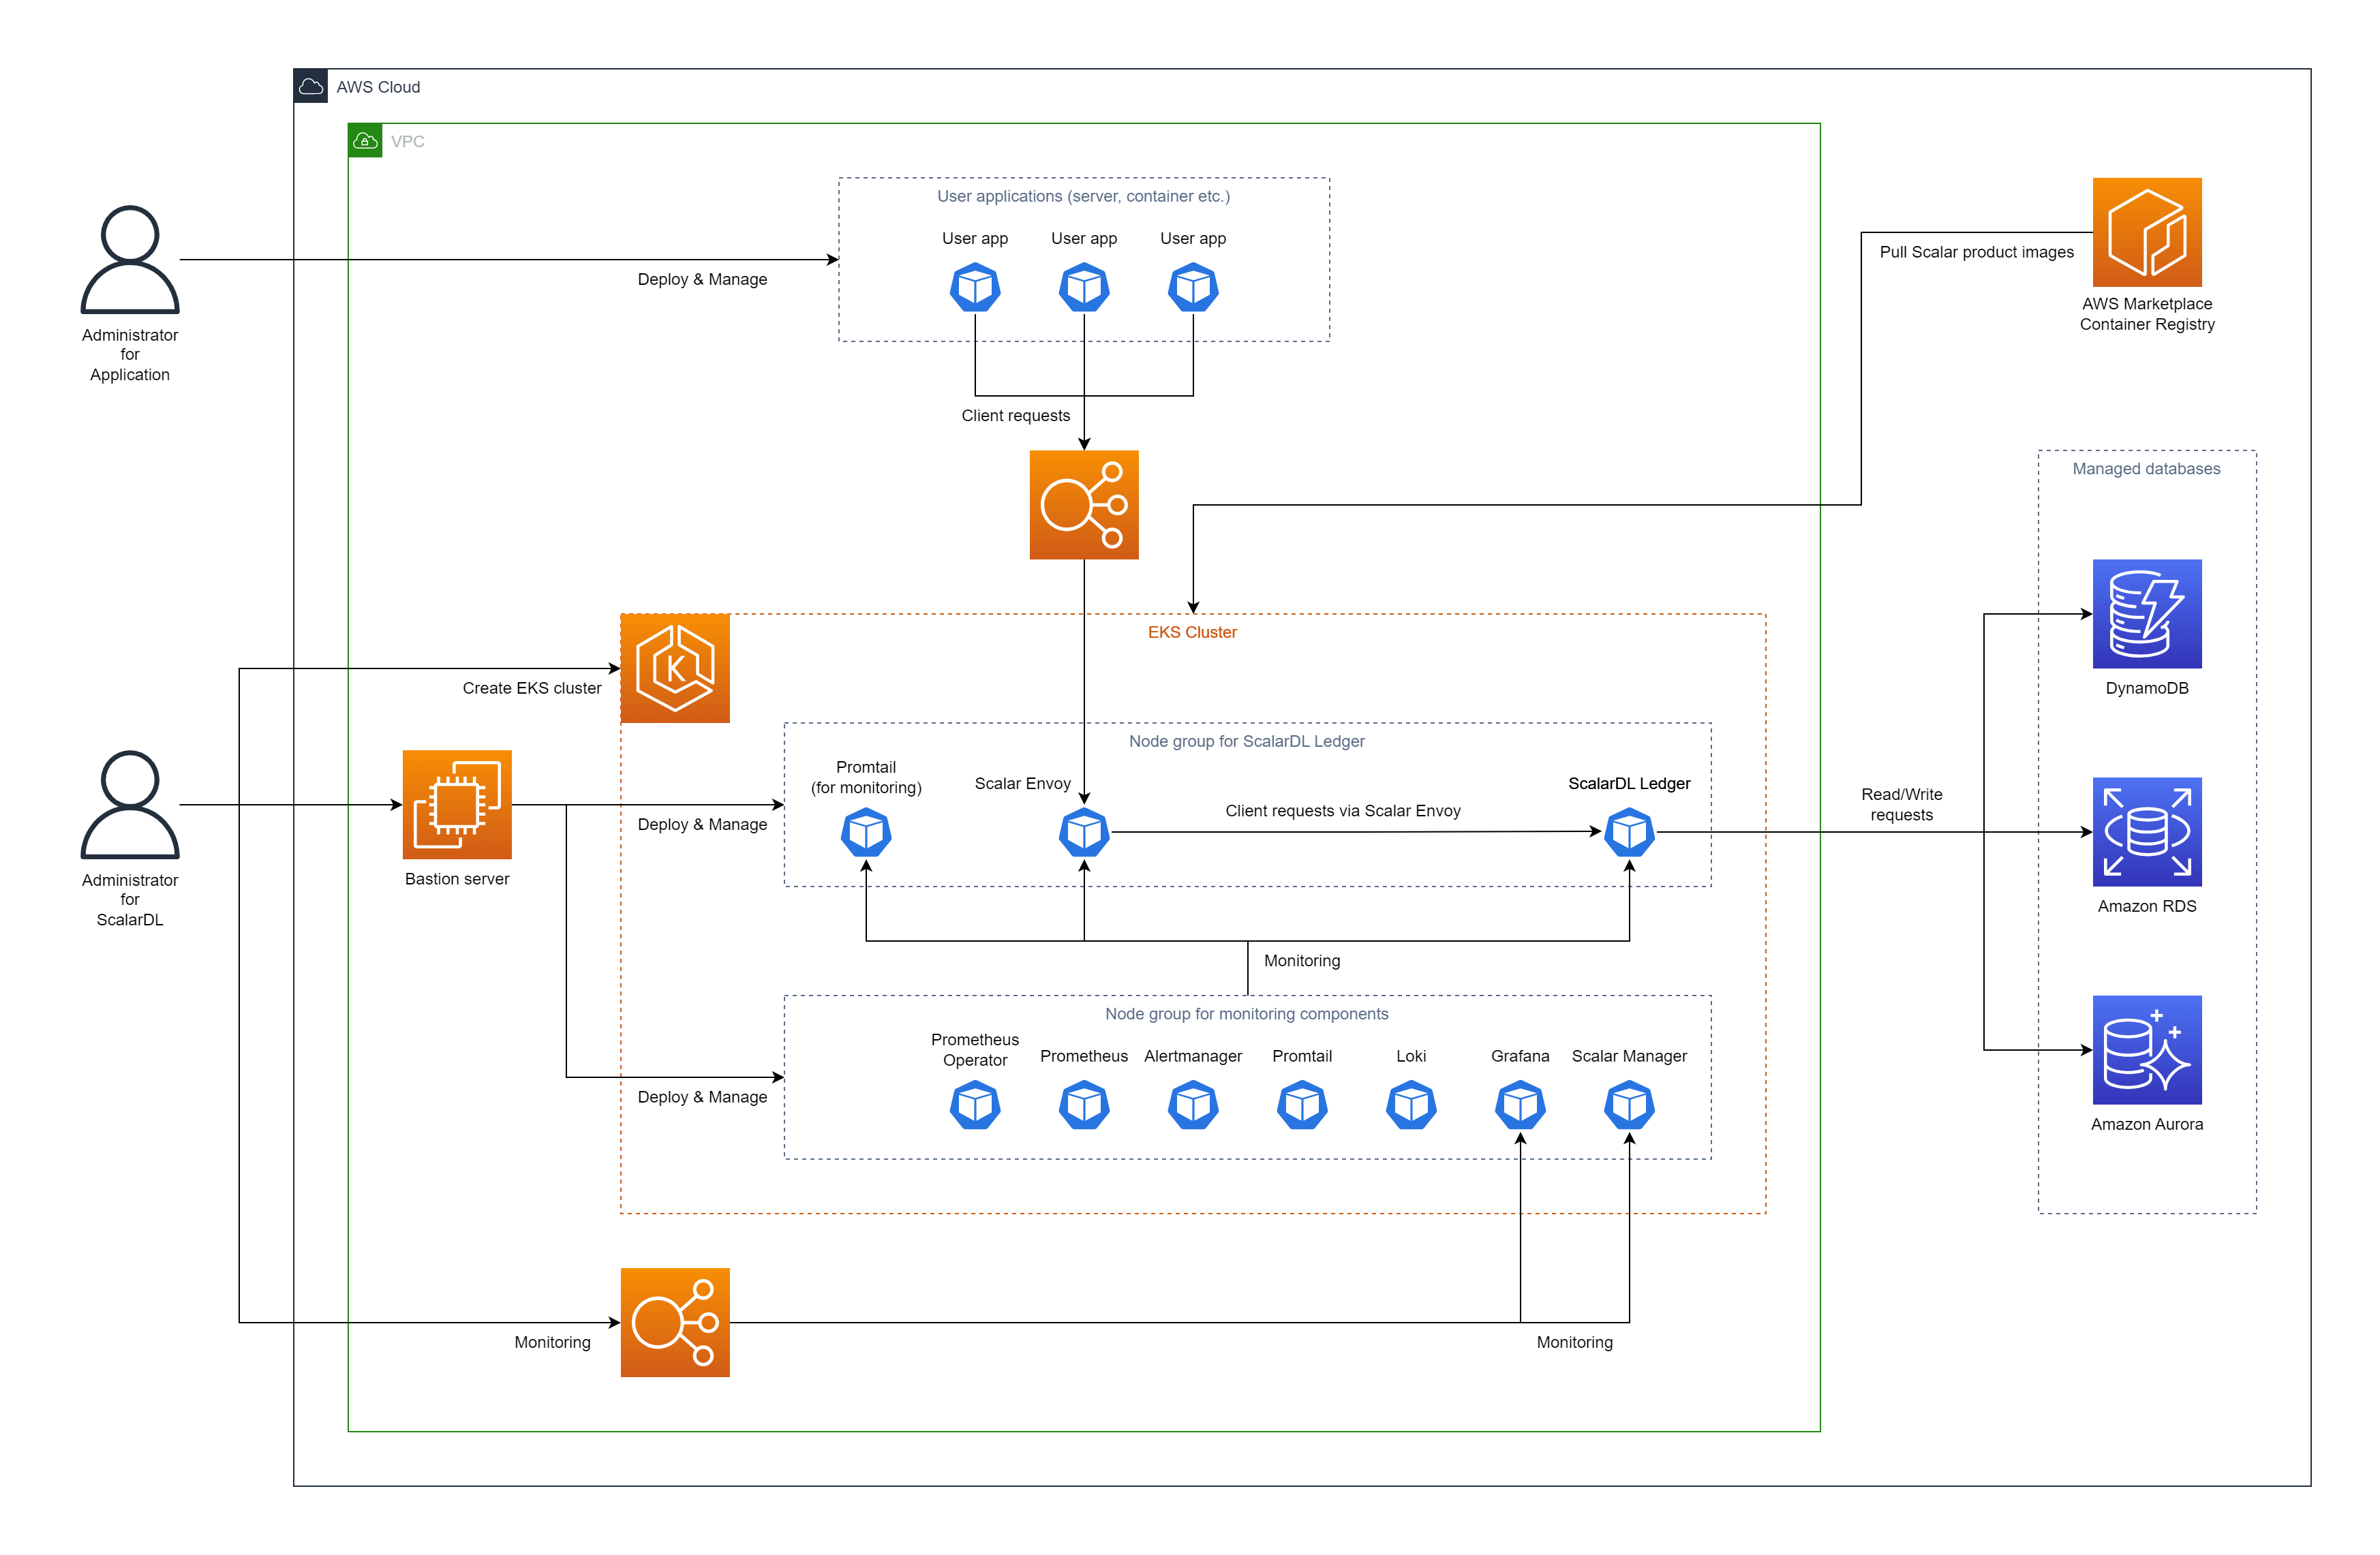 AWS Cloud
VPC
User applications (server, container etc.)
User app
User app
User app
Deploy & Manage
Administrator
for
Application
Pull Scalar product images
AWS Marketplace
Container Registry
Client requests
Managed databases
EKS Cluster
K
Create EKS cluster
DynamoDB
Node group for ScalarDL Ledger
Promtail
(for monitoring)
Scalar Envoy
Client requests via Scalar Envoy
ScalarDL Ledger
Read/Write
requests
Deploy & Manage
Bastion server
Administrator
for
ScalarDL
Amazon RDS
Monitoring
Node group for monitoring components
Prometheus
Operator
Prometheus
Alertmanager
Promtail
Loki
Grafana
Scalar Manager
Deploy & Manage
Amazon Aurora
Monitoring
Monitoring